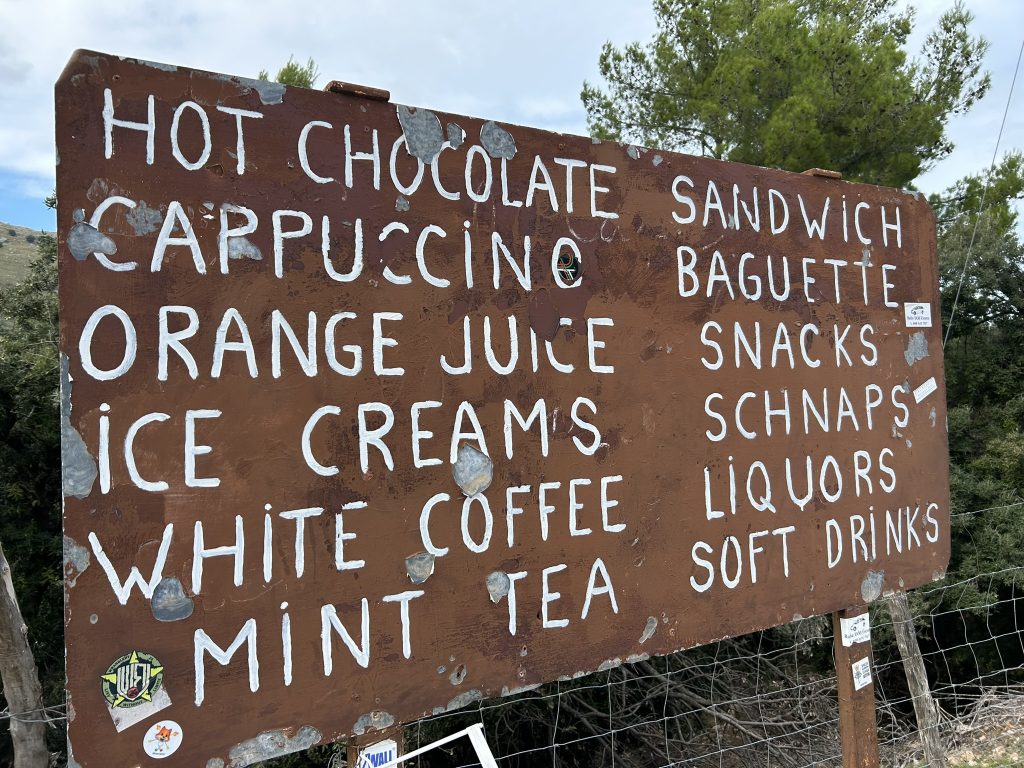 HOT CHOCOLATE
CAPPUCCINO
ORANGE JUICE
ICE CREAMS
WHITE COFFEE
MINT TEA
SANDWICH
BAGUETTE
SNACKS
SCHNAPS
LIQUORS
SOFT DRINKS